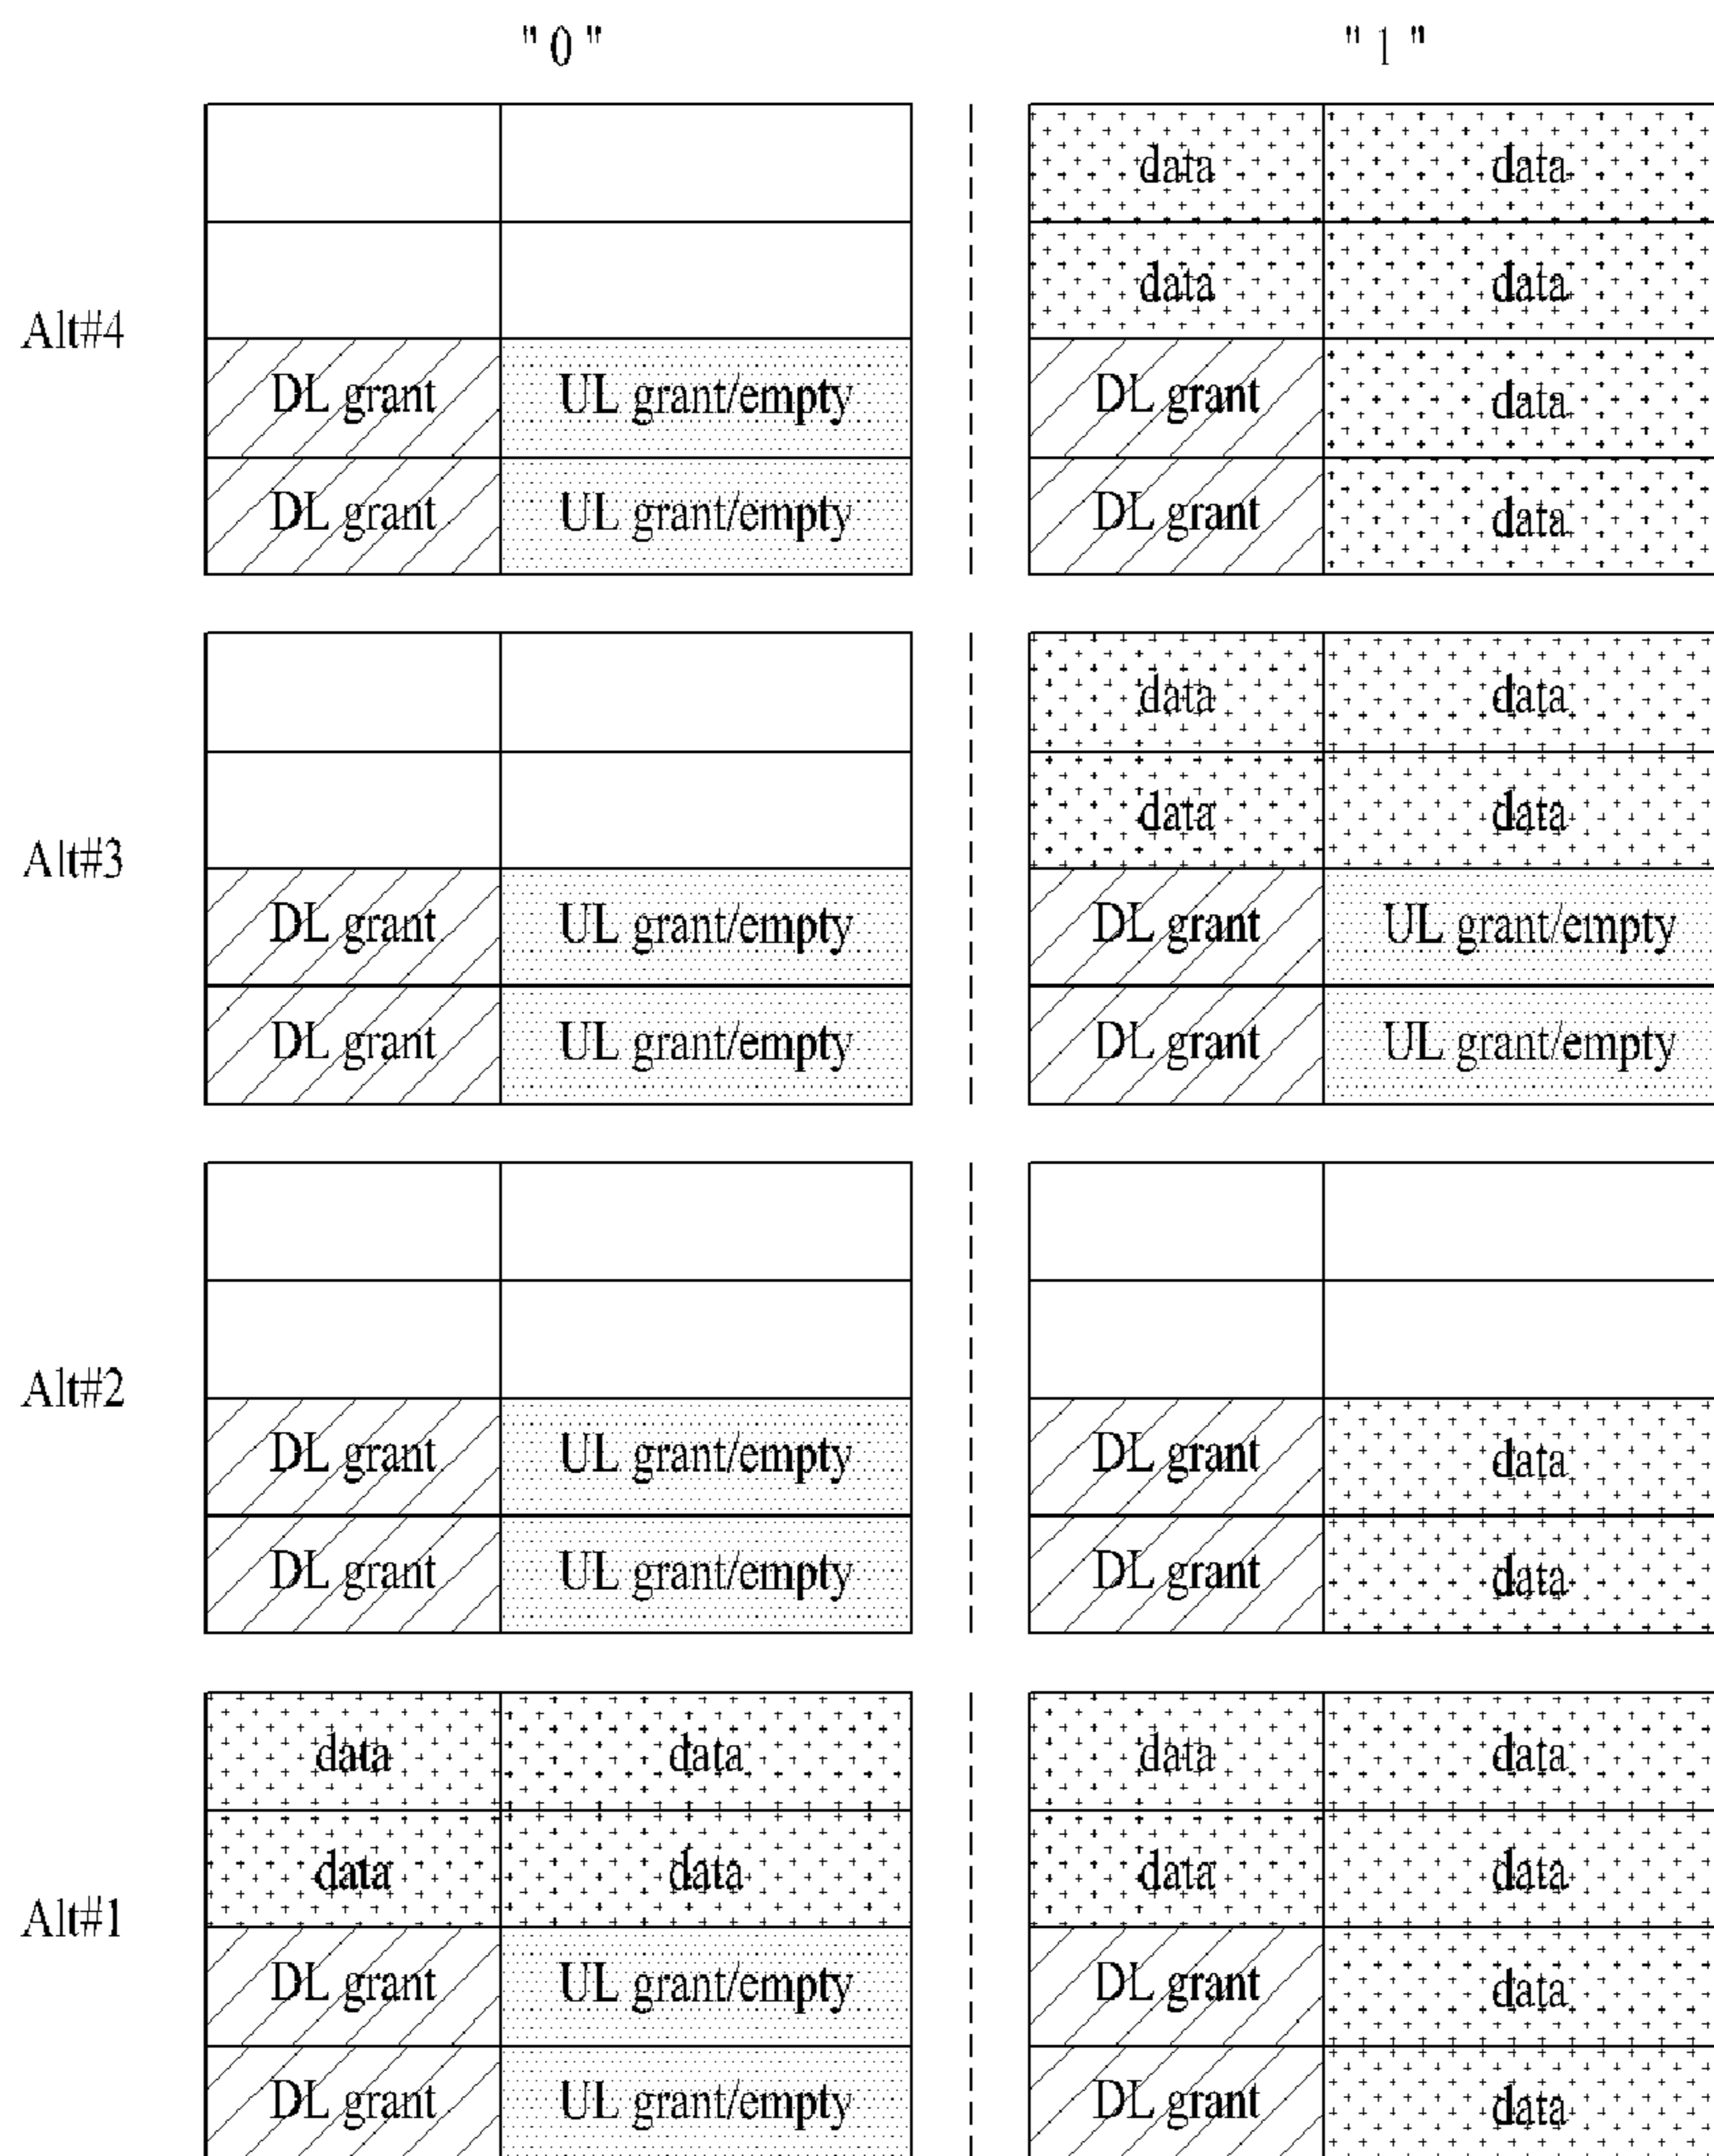 "0" "1"
data data
data data
Alt#4
DL grant UL grant/empty DL grant data
DL grant UL grant/empty DL grant data
data data
data data
Alt#3
DL grant UL grant/empty DL grant UL grant/empty
DL grant UL grant/empty DL grant UL grant/empty
Alt#2
DL grant UL grant/empty DL grant data
DL grant UL grant/empty DL grant data
data data data data
data data data data
Alt#1
DL grant UL grant/empty DL grant data
DL grant UL grant/empty DL grant data